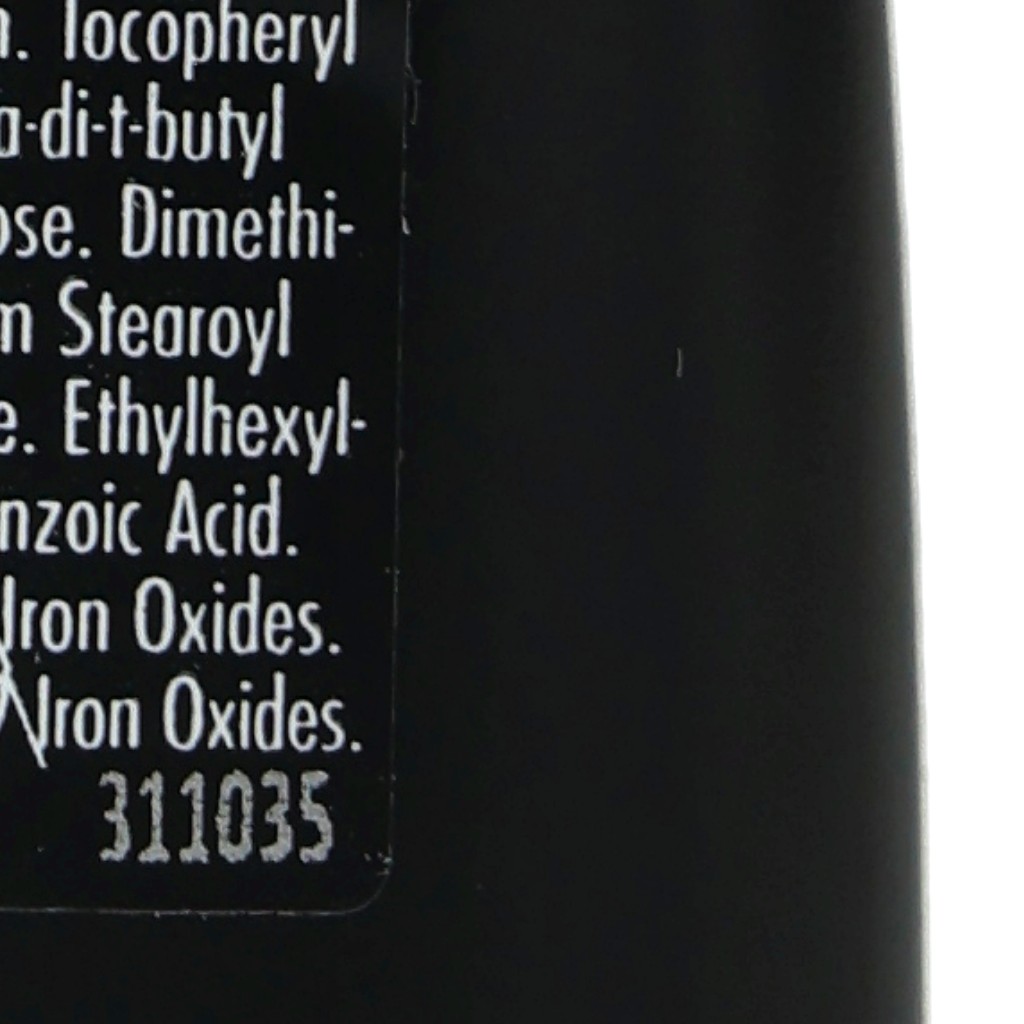 . Tocopheryl
a-di-t-butyl
ose. Dimethi-
m Stearoyl
e. Ethylhexyl-
nzoic Acid.
Iron Oxides.
Iron Oxides.
311035